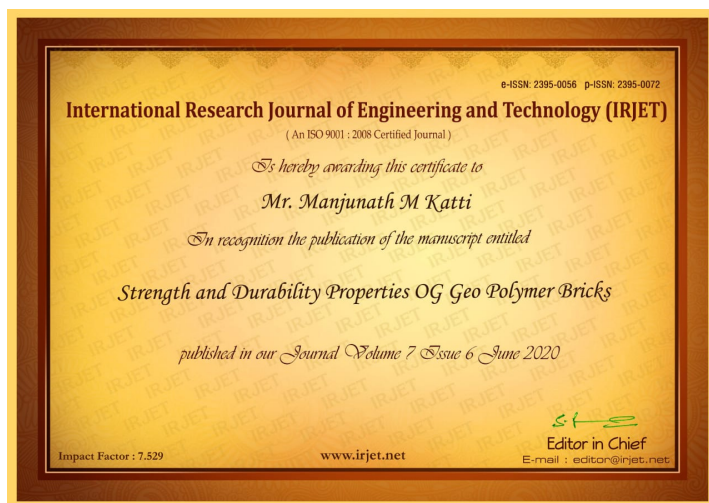 e-ISSN: 2395-0056 p-ISSN: 2395-0072
International Research Journal of Engineering and Technology (IRJET)
( An ISO 9001 : 2008 Certified Journal )
Is hereby awarding this certificate to
Mr. Manjunath M Katti
In recognition the publication of the manuscript entitled
Strength and Durability Properties OG Geo Polymer Bricks
published in our Journal Volume 7 Issue 6 June 2020
Editor in Chief
Impact Factor : 7.529 www.irjet.net E-mail : editor@irjet.net